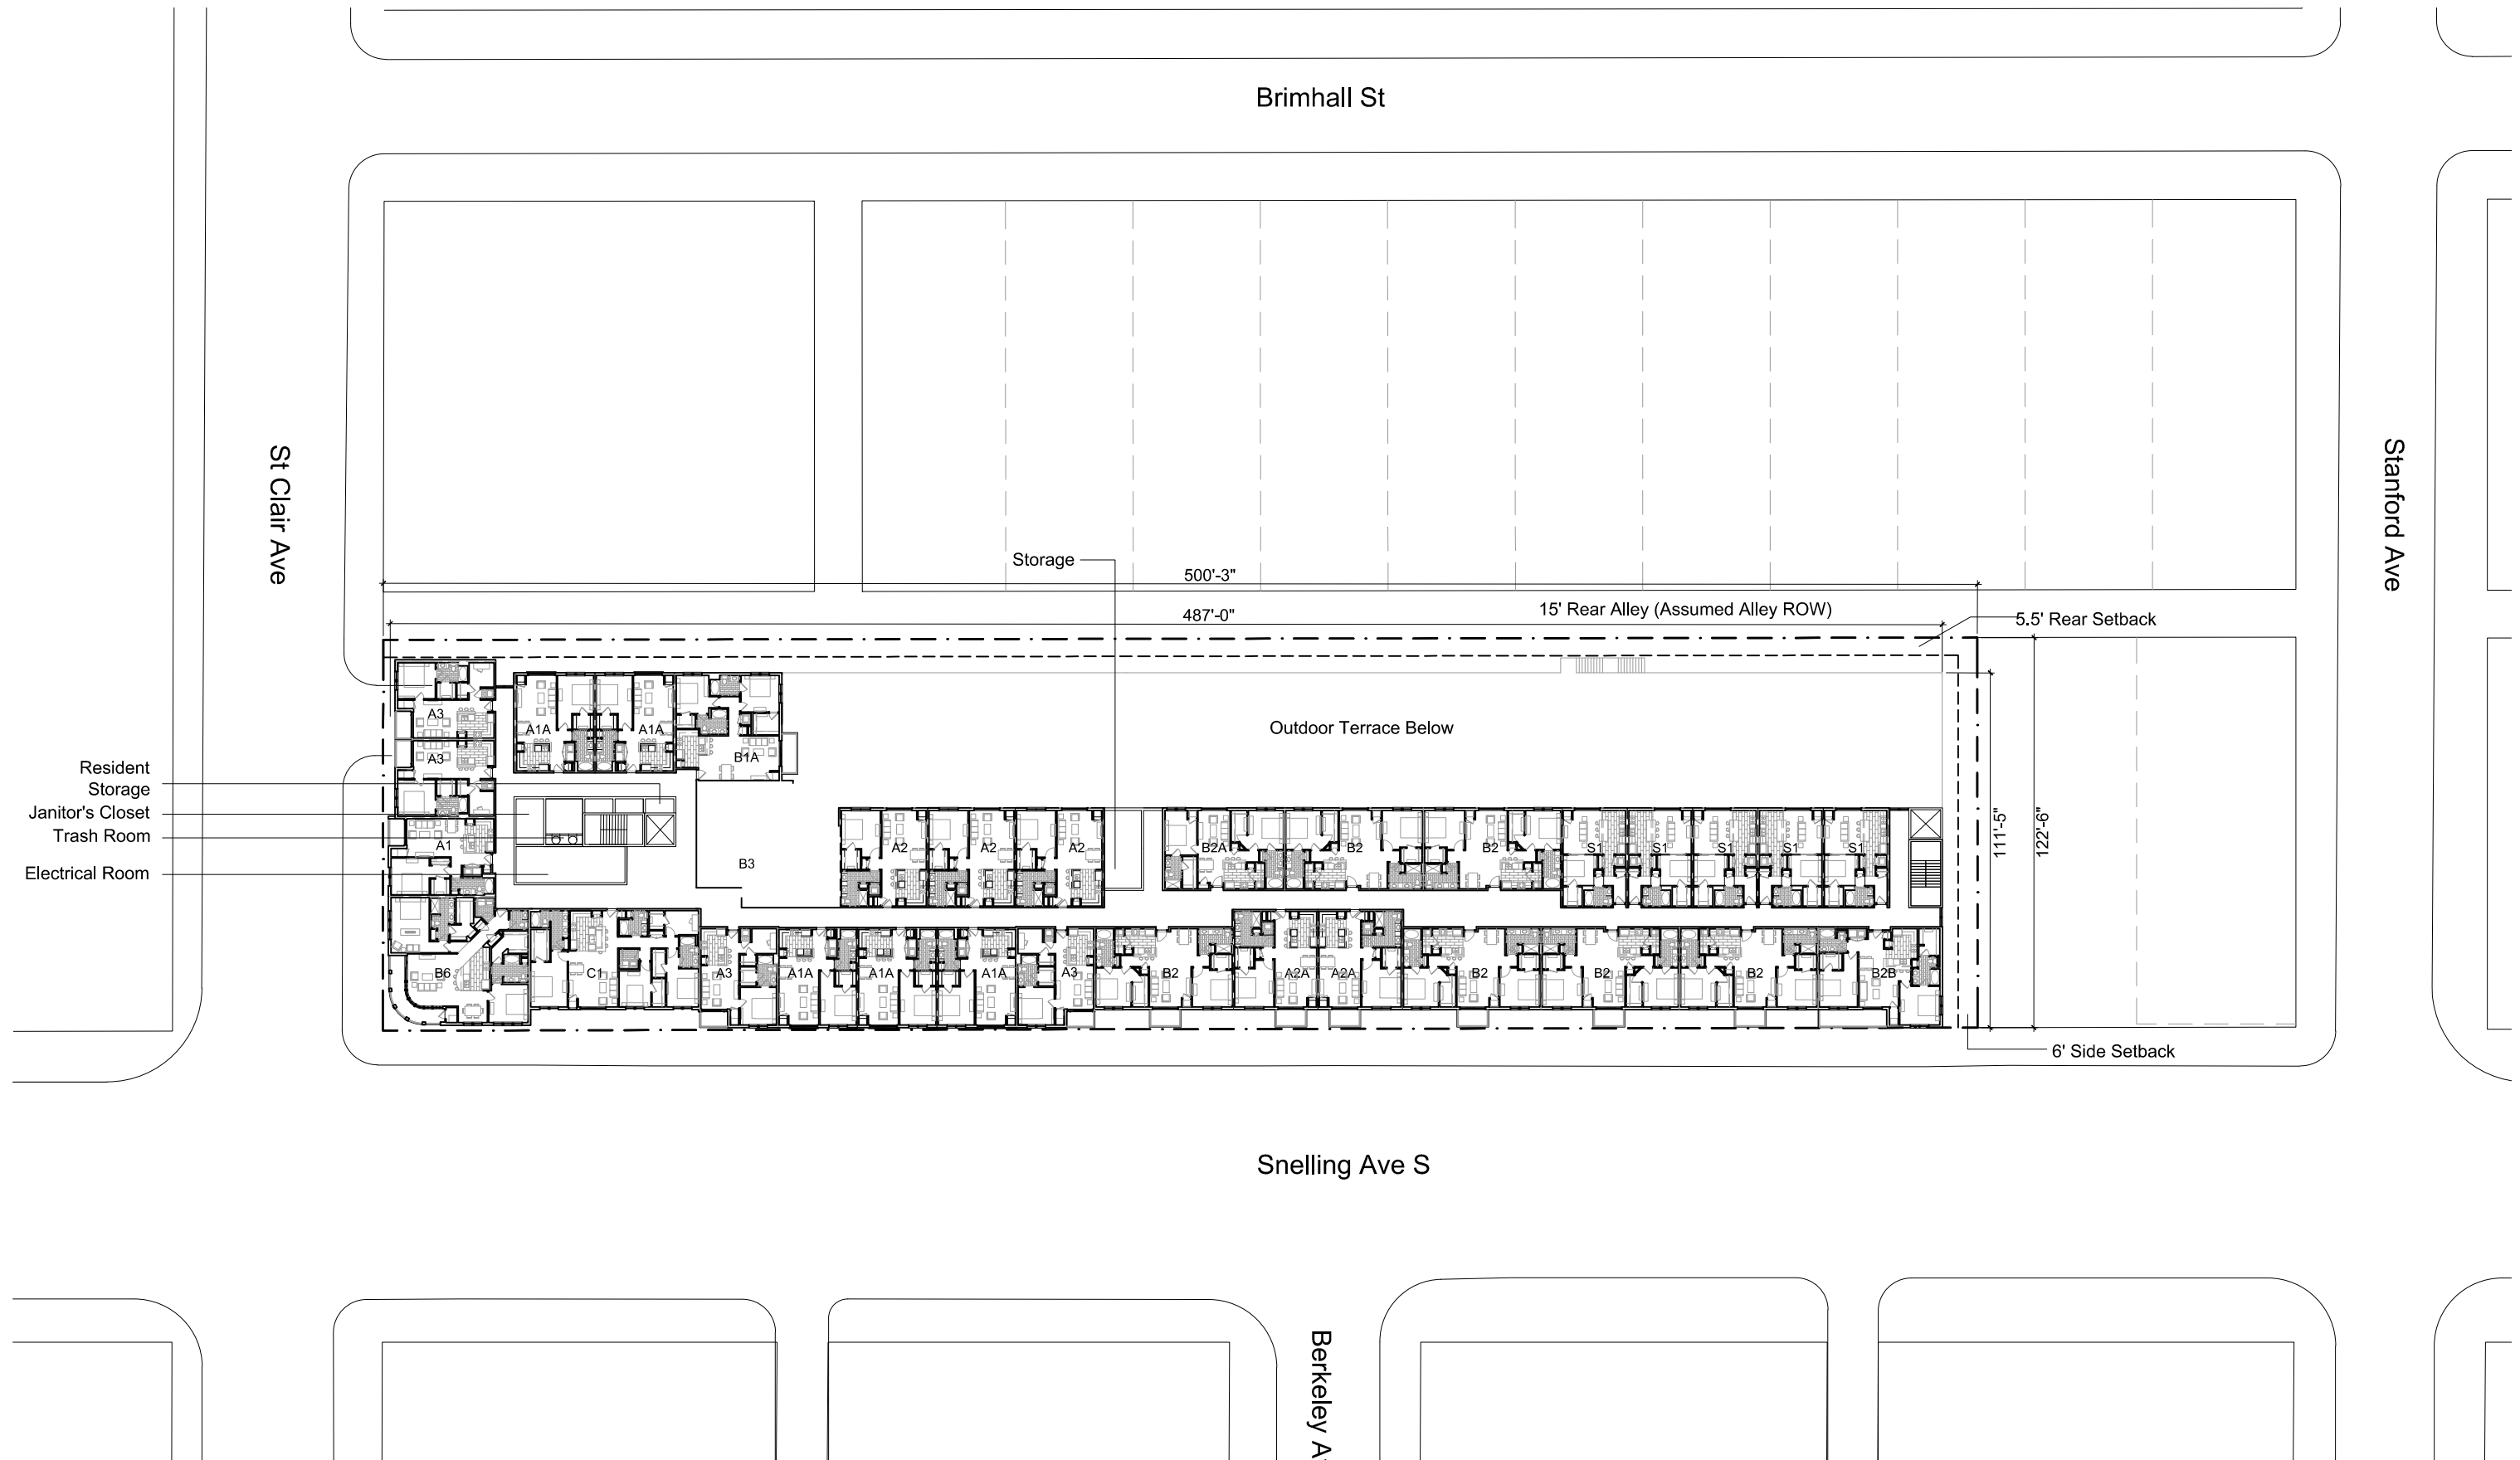 Brimhall St
St Clair Ave
Stanford Ave
Storage
500'-3"
487'-0"
15' Rear Alley (Assumed Alley ROW)
5.5' Rear Setback
A3
A1A
A1A
B1A
Outdoor Terrace Below
A3
Resident
Storage
Janitor's Closet
Trash Room
Electrical Room
A1
B3
A2
A2
A2
B2A
B2
B2
S1
S1
S1
S1
S1
111'-5"
122'-6"
B6
C1
A3
A1A
A1A
A1A
A3
B2
A2A
A2A
B2
B2
B2
B2B
6' Side Setback
Snelling Ave S
Berkeley